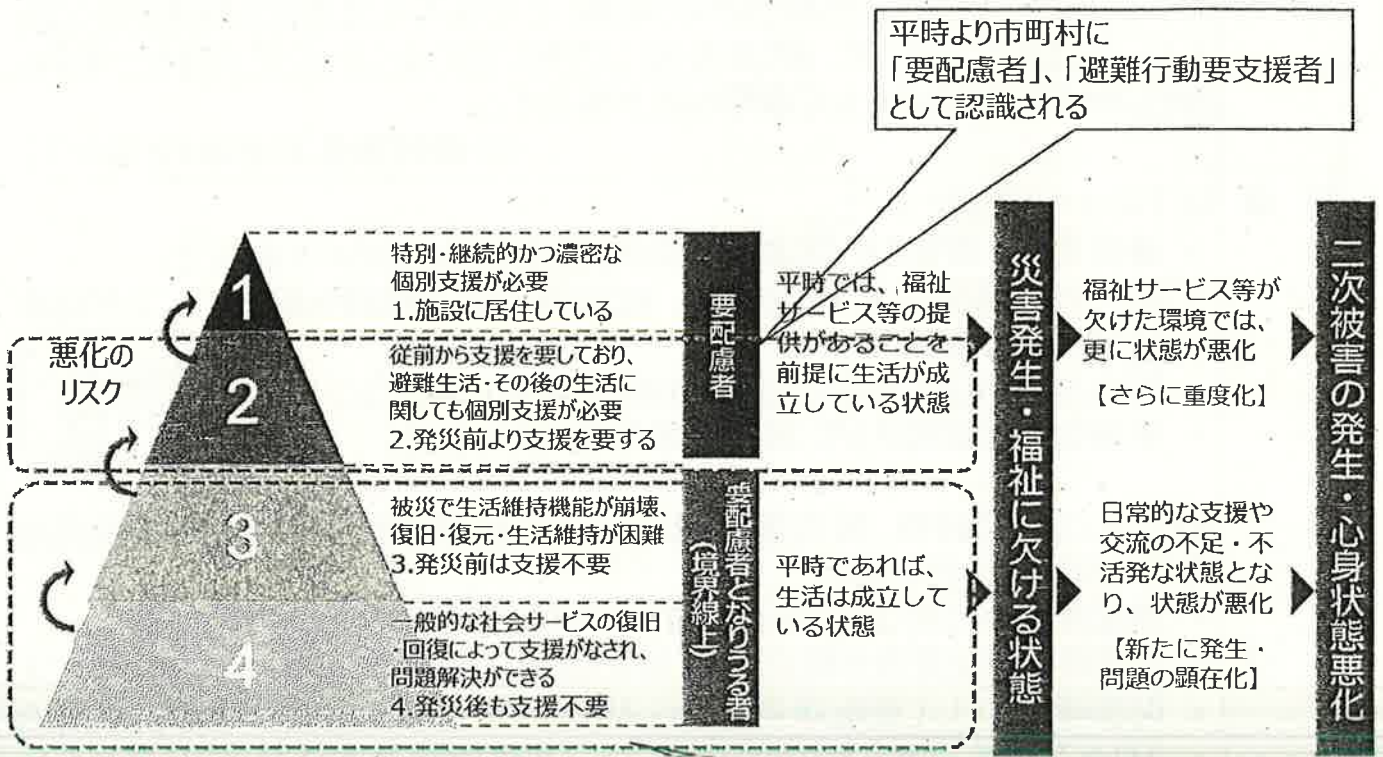 平時より市町村に
「要配慮者」、「避難行動要支援者」
として認識される
悪化の
リスク
1
2
3
4
特別・継続的かつ濃密な
個別支援が必要
1.施設に居住している
従前から支援を要しており、
避難生活・その後の生活に
関しても個別支援が必要
2.発災前より支援を要する
被災で生活維持機能が崩壊、
復旧・復元・生活維持が困難
3.発災前は支援不要
一般的な社会サービスの復旧
・回復によって支援がなされ、
問題解決ができる
4.発災後も支援不要
要配慮者
要配慮者となりうる者
(境界線上)
平時では、福祉
サービス等の提
供があることを
前提に生活が成
立している状態
平時であれば、
生活は成立して
いる状態
災害発生・福祉に欠ける状態
福祉サービス等が
欠けた環境では、
更に状態が悪化
【さらに重度化】
日常的な支援や
交流の不足・不
活発な状態とな
り、状態が悪化
【新たに発生・
問題の顕在化】
二次被害の発生・心身状態悪化